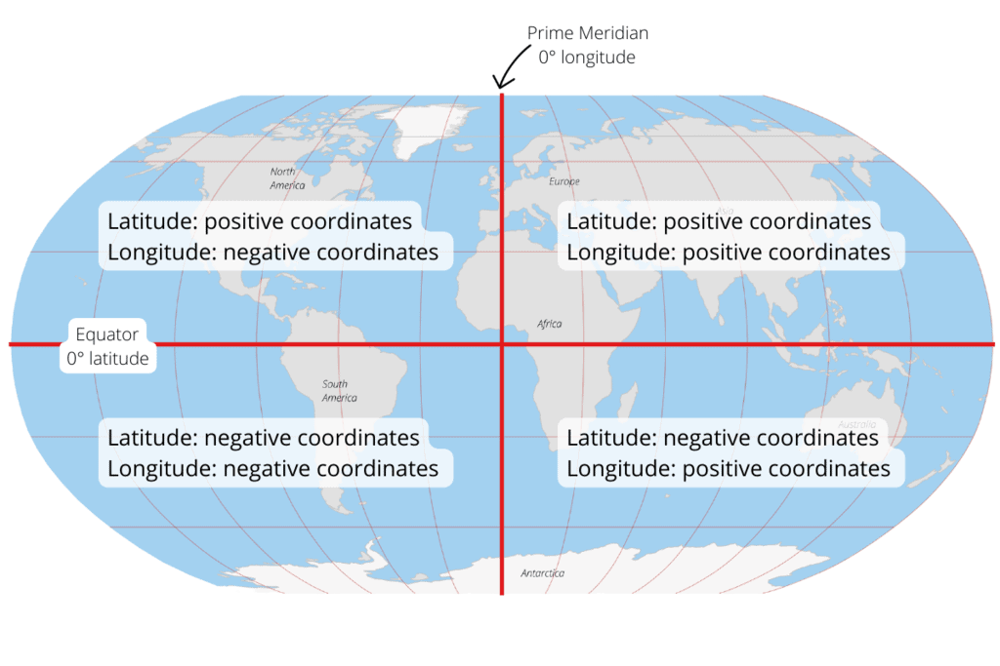 Prime Meridian
0° longitude
North
America
Europe
Asia
Latitude: positive coordinates
Longitude: negative coordinates
Latitude: positive coordinates
Longitude: positive coordinates
Africa
Equator
0° latitude
South
America
Australia
Latitude: negative coordinates
Longitude: negative coordinates
Latitude: negative coordinates
Longitude: positive coordinates
Antarctica